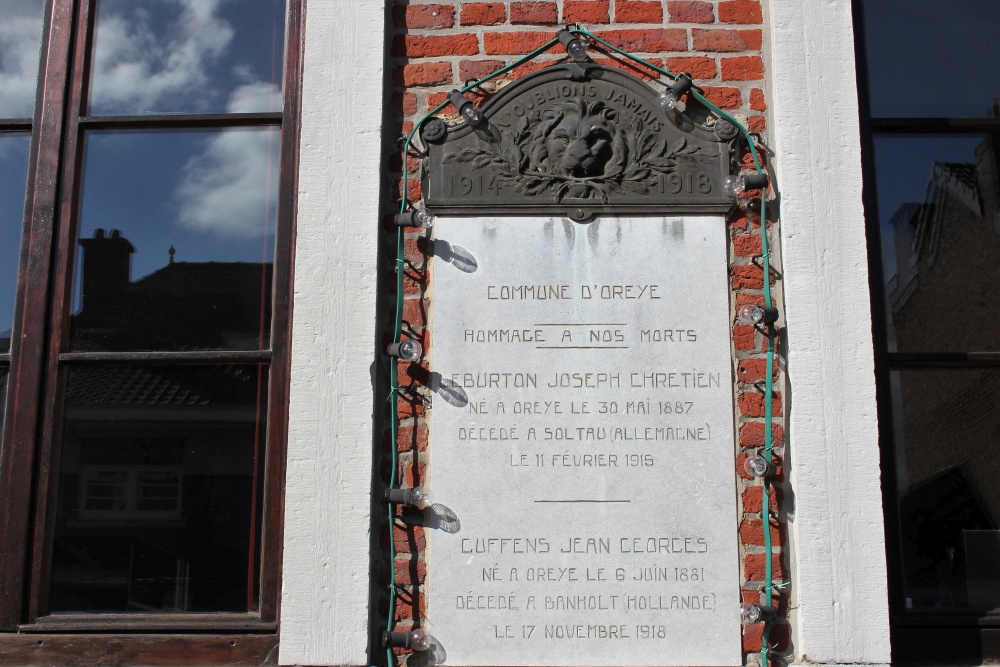 N'OUBLIONS JAMAIS
1914 1918
COMMUNE D'OREYE
HOMMAGE A NOS MORTS
LEBURTON JOSEPH CHRETIEN
NÉ A OREYE LE 30 MAI 1887
DÉCÉDÉ A SOLTAU (ALLEMAGNE)
LE 11 FÉVRIER 1915
CUFFENS JEAN GEORGES
NÉ A OREYE LE 6 JUIN 1881
DÉCÉDÉ A BANHOLT (HOLLANDE)
LE 17 NOVEMBRE 1918